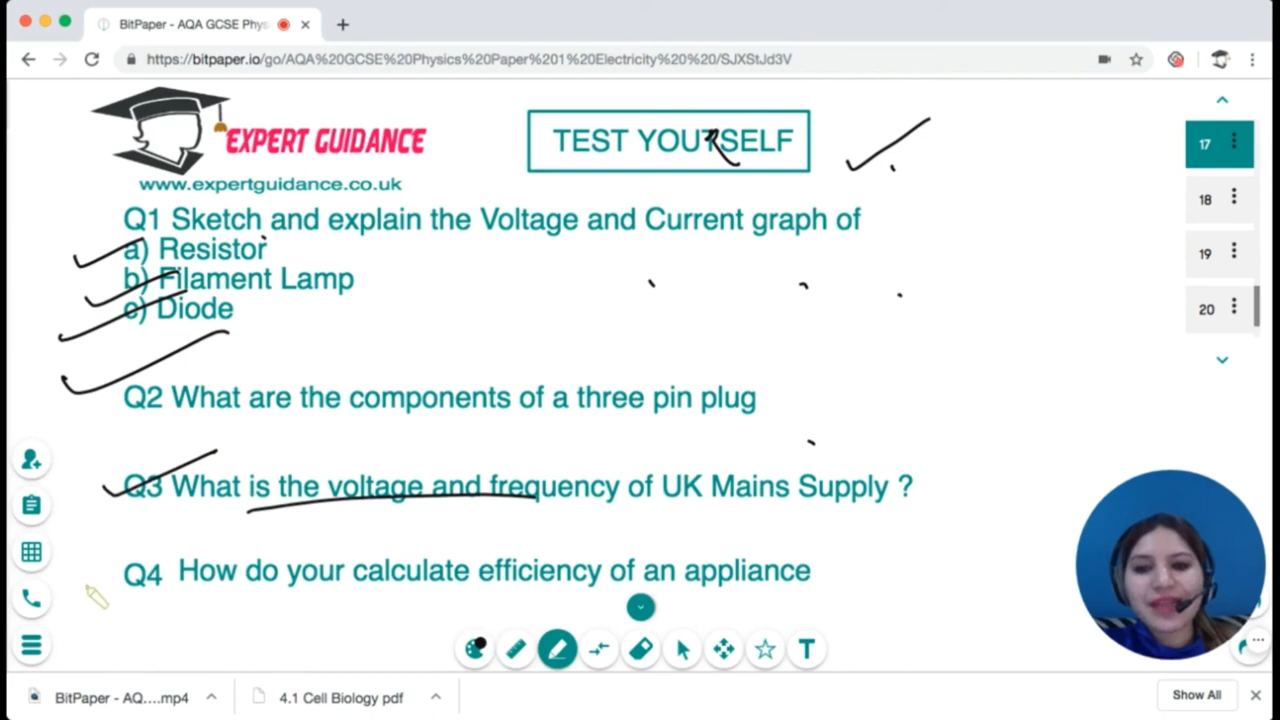 BitPaper - AQA GCSE Phys
https://bitpaper.io/go/AQA%20GCSE%20Physics%20Paper%201%20Electricity%20%20/SJXStJd3V
EXPERT GUIDANCE
www.expertguidance.co.uk
TEST YOURSELF
17
18
19
20
Q1 Sketch and explain the Voltage and Current graph of
a) Resistor
b) Filament Lamp
c) Diode
Q2 What are the components of a three pin plug
Q3 What is the voltage and frequency of UK Mains Supply ?
Q4 How do your calculate efficiency of an appliance
T
BitPaper - AQ....mp4
4.1 Cell Biology pdf
Show All